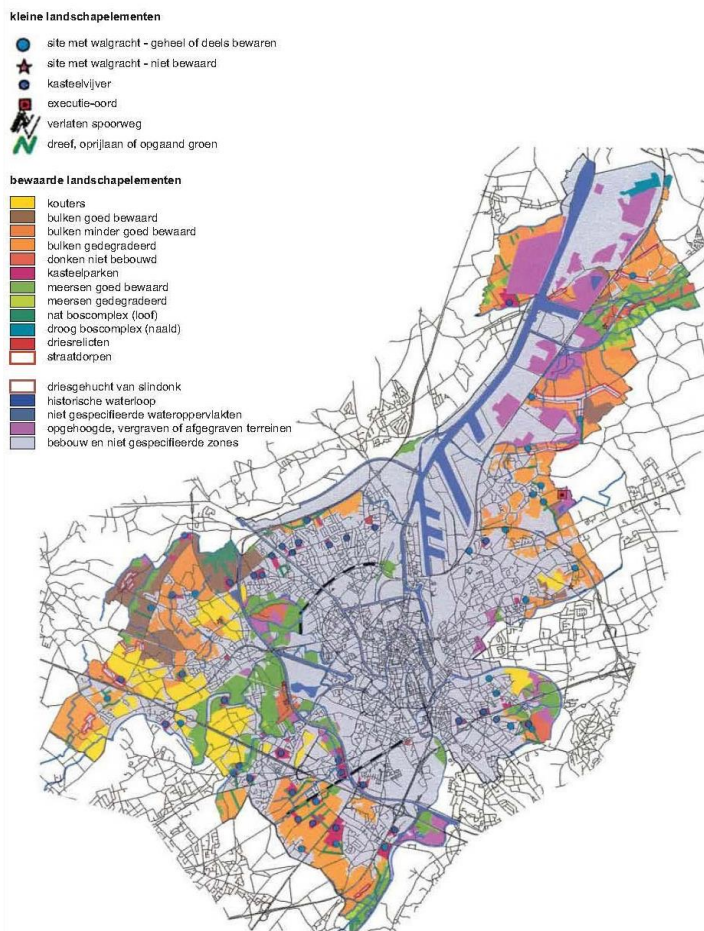 kleine landschapelementen
site met walgracht - geheel of deels bewaren
site met walgracht - niet bewaard
kasteelvijver
executie-oord
verlaten spoorweg
dreef, oprijlaan of opgaand groen
bewaarde landschapelementen
kouters
bulken goed bewaard
bulken minder goed bewaard
bulken gedegradeerd
donken niet bebouwd
kasteelparken
meersen goed bewaard
meersen gedegradeerd
nat boscomplex (loof)
droog boscomplex (naald)
driesrelicten
straatdorpen
driesgehucht van slindonk
historische waterloop
niet gespecifieerde wateroppervlakten
opgehoogde, vergraven of afgegraven terreinen
bebouw en niet gespecifieerde zones